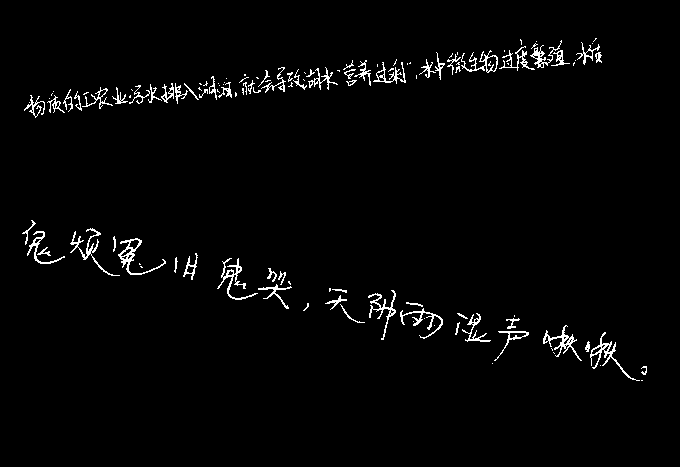 物质的工农业污水排入湖泊,就会导致湖水"营养过剩",水中微生物过度繁殖,水质
鬼烦冤旧鬼哭,天阴雨湿声啾啾。